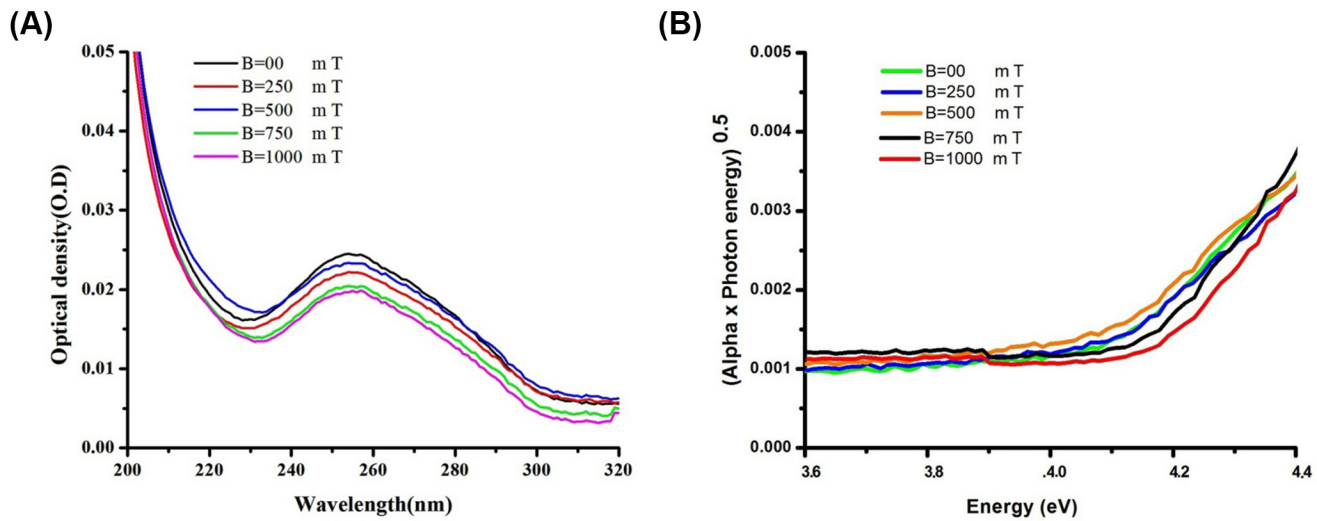 (A)
0.05
0.04
0.03
0.02
0.01
0.00
Optical density(O.D)
B=00 m T
B=250 m T
B=500 m T
B=750 m T
B=1000 m T
200 220 240 260 280 300 320
Wavelength(nm)
(B)
0.005
0.004
0.003
0.002
0.001
0.000
(Alpha x Photon energy) 0.5
B=00 m T
B=250 m T
B=500 m T
B=750 m T
B=1000 m T
3.6 3.8 .4.0 4.2 4.4
Energy (eV)